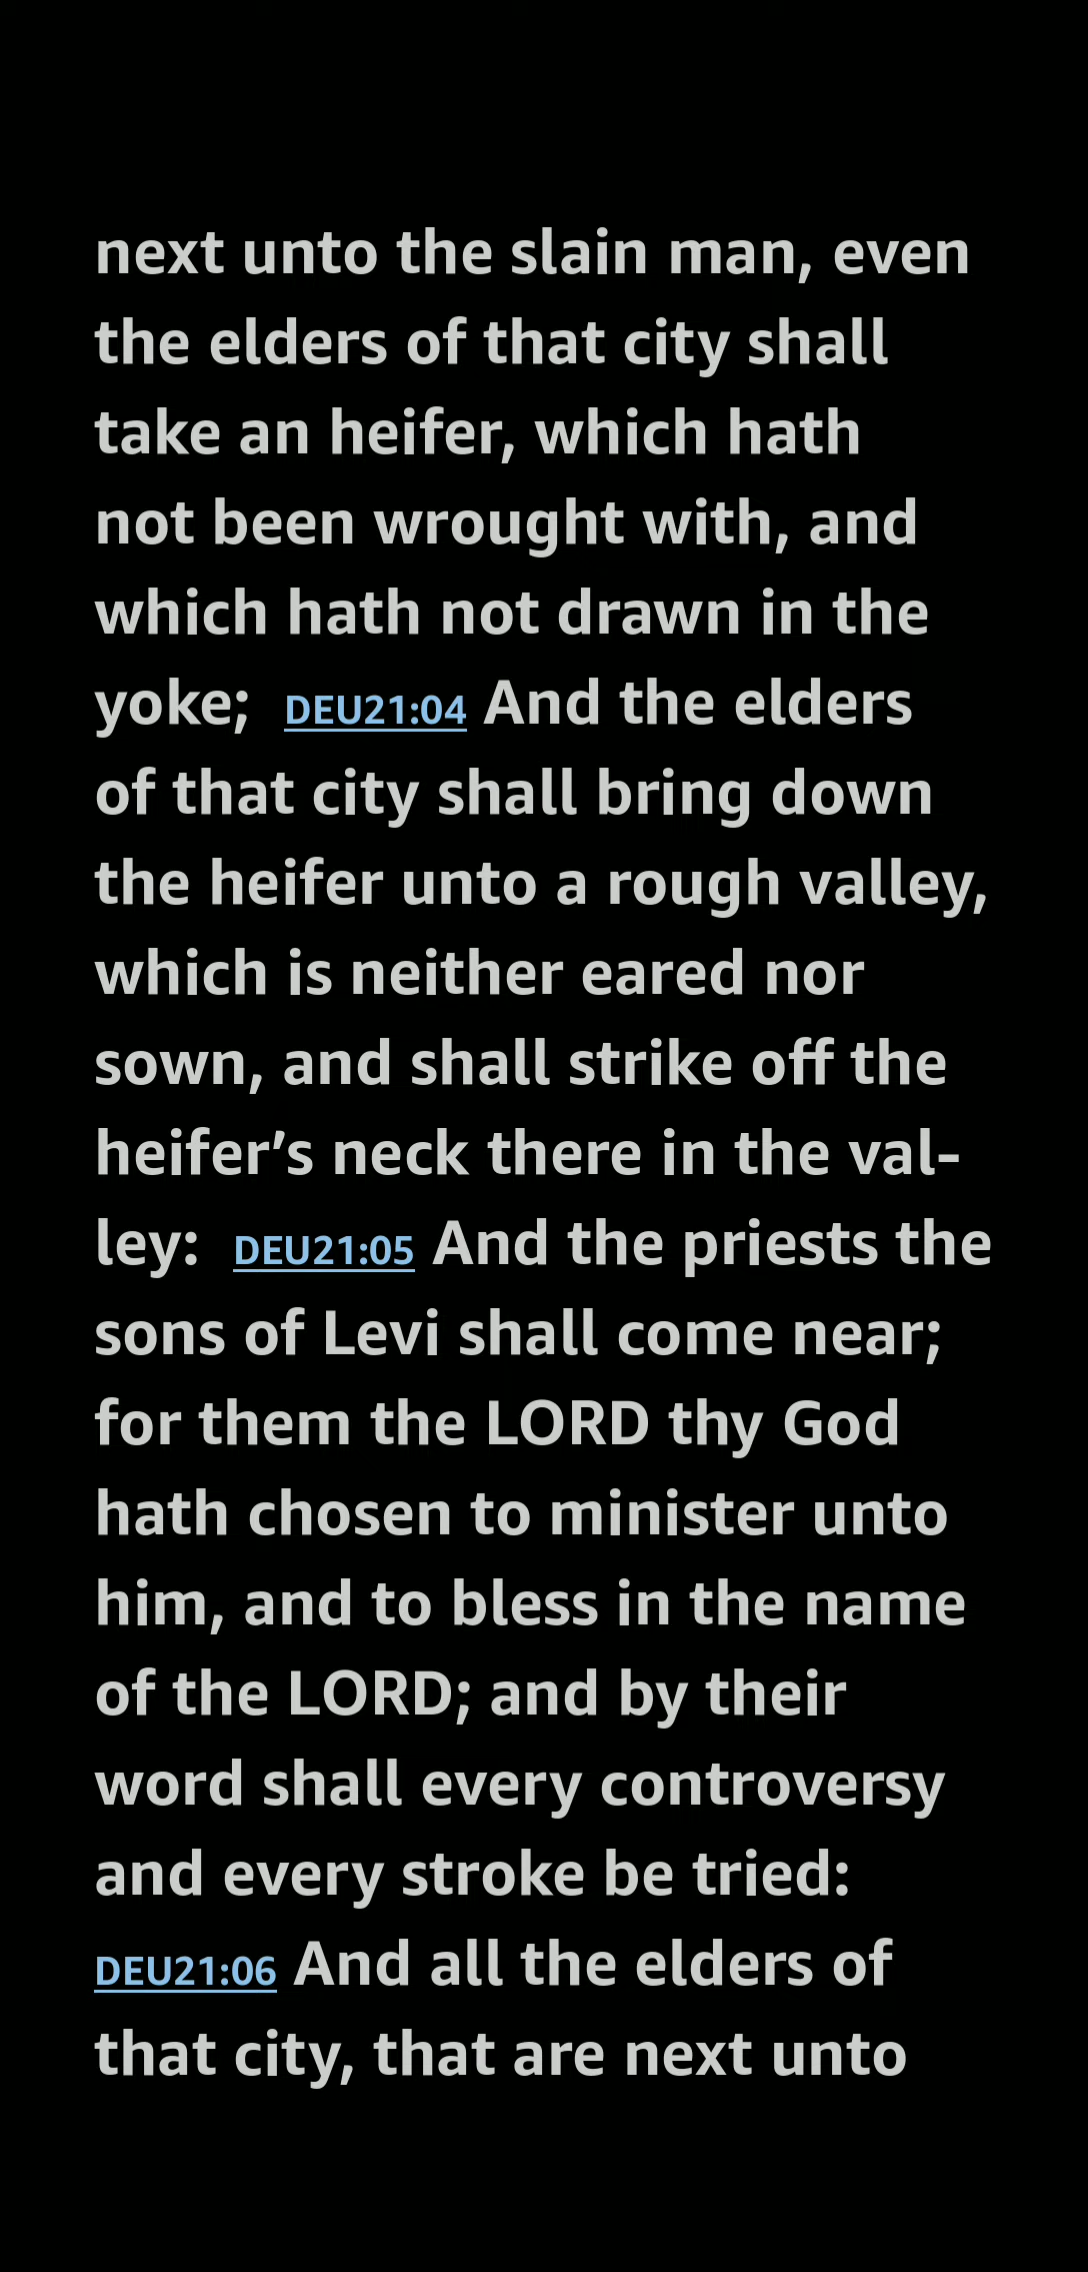 next unto the slain man, even
the elders of that city shall
take an heifer, which hath
not been wrought with, and
which hath not drawn in the
yoke; DEU21:04 And the elders
of that city shall bring down
the heifer unto a rough valley,
which is neither eared nor
sown, and shall strike off the
heifer’s neck there in the val-
ley: DEU21:05 And the priests the
sons of Levi shall come near;
for them the LORD thy God
hath chosen to minister unto
him, and to bless in the name
of the LORD; and by their
word shall every controversy
and every stroke be tried:
DEU21:06 And all the elders of
that city, that are next unto